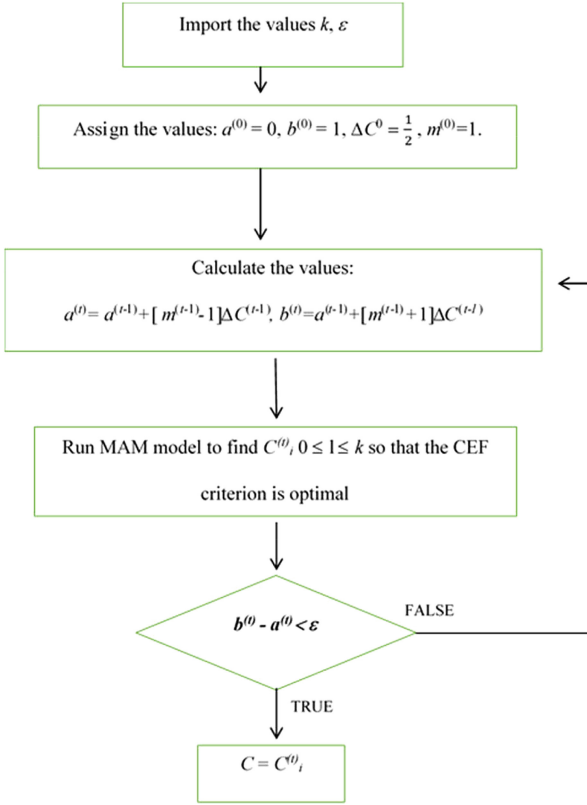 Import the values k, ε
Assign the values: a⁽⁰⁾ = 0, b⁽⁰⁾ = 1, ΔC⁰ = 1/2 , m⁽⁰⁾=1.
Calculate the values:
a⁽ᵗ⁾= a⁽ᵗ⁻¹⁾+[ m⁽ᵗ⁻¹⁾-1]ΔC⁽ᵗ⁻¹⁾, b⁽ᵗ⁾=a⁽ᵗ⁻¹⁾+[m⁽ᵗ⁻¹⁾+1]ΔC⁽ᵗ⁻¹⁾
Run MAM model to find C⁽ᵗ⁾ᵢ 0 ≤ 1 ≤ k so that the CEF
criterion is optimal
b⁽ᵗ⁾ - a⁽ᵗ⁾ < ε
FALSE
TRUE
C = C⁽ᵗ⁾ᵢ